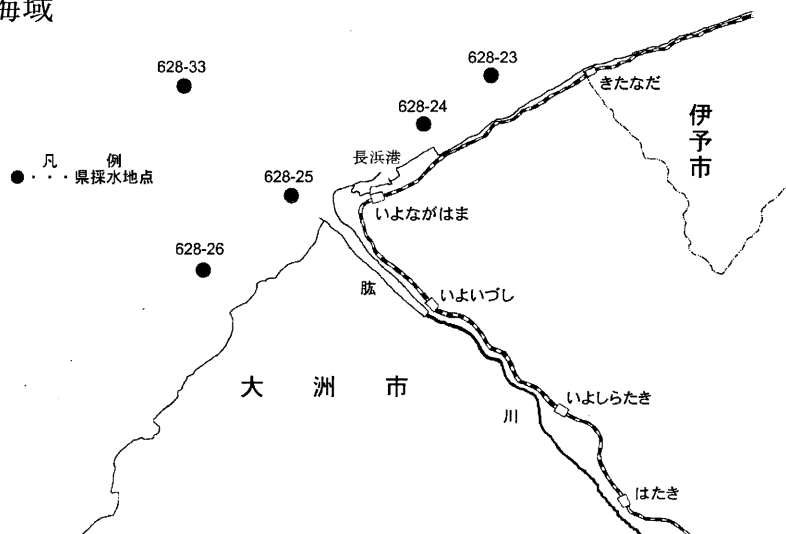 海域
628-33
628-23
きたなだ
628-24
伊予市
長浜港
凡 例
●・・・県採水地点
628-25
いよながはま
628-26
肱
いよいづし
大洲市
いよしらたき
川
はたき